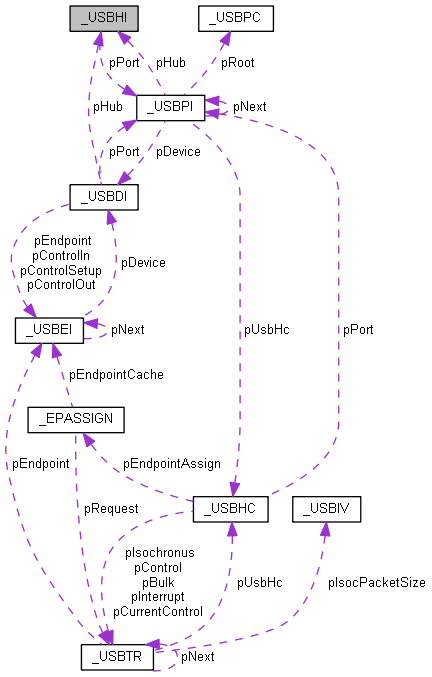 _USBHI
_USBPC
pPort
pHub
pRoot
_USBPI
pNext
pHub
pPort
pDevice
_USBDI
pEndpoint
pControlIn
pControlSetup
pControlOut
pDevice
_USBEI
pNext
pUsbHc
pPort
pEndpointCache
_EPASSIGN
pEndpoint
pEndpointAssign
pRequest
_USBHC
_USBIV
pIsochronus
pControl
pBulk
pInterrupt
pCurrentControl
pUsbHc
pIsocPacketSize
_USBTR
pNext